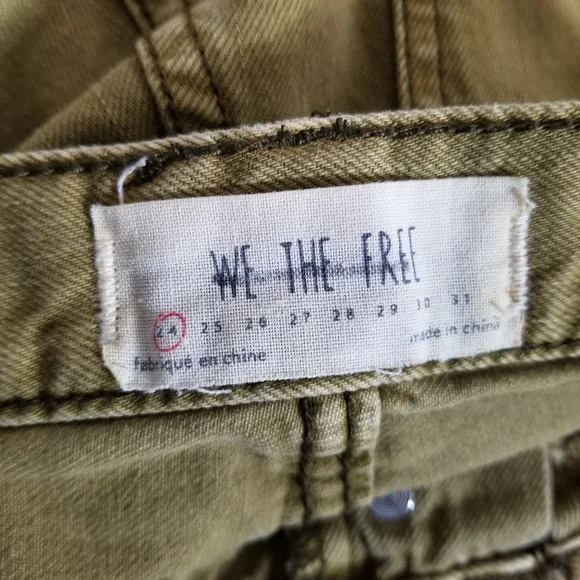 WE THE FREE
24 25 26 27 28 29 30 31
fabriqué en chine
made in china